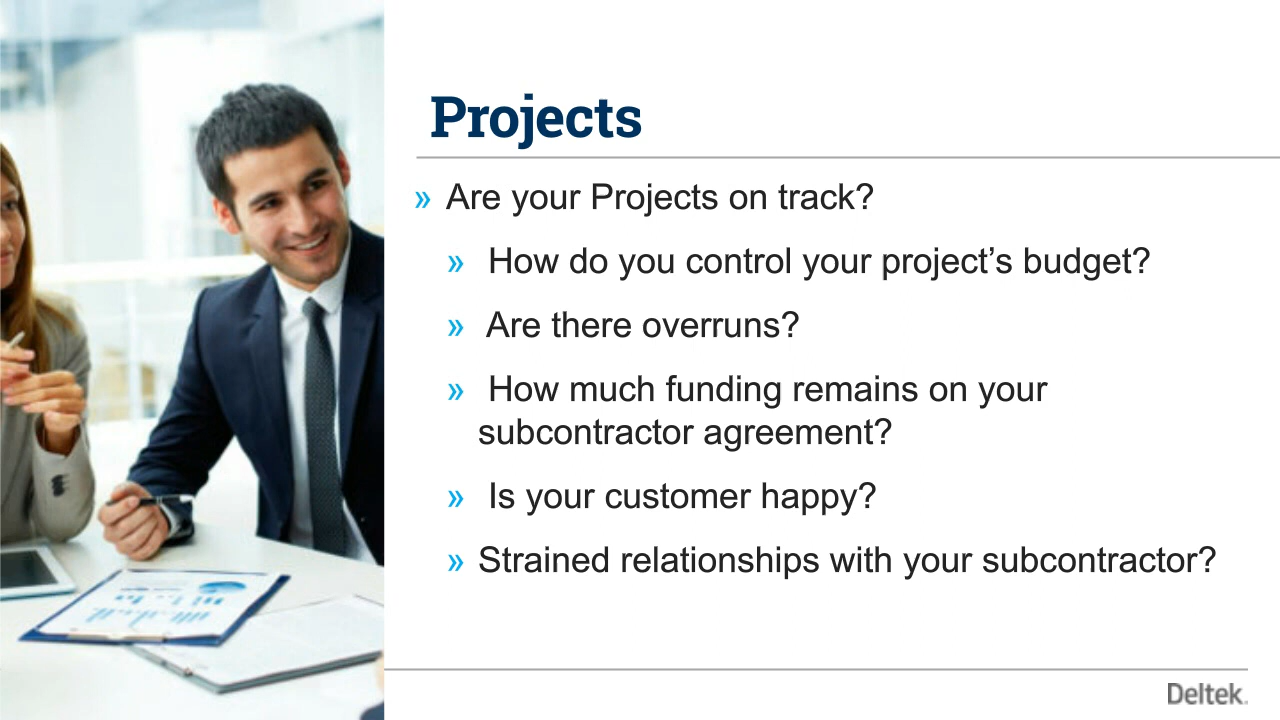 Projects
» Are your Projects on track?
» How do you control your project’s budget?
» Are there overruns?
» How much funding remains on your
subcontractor agreement?
» Is your customer happy?
» Strained relationships with your subcontractor?
Deltek.